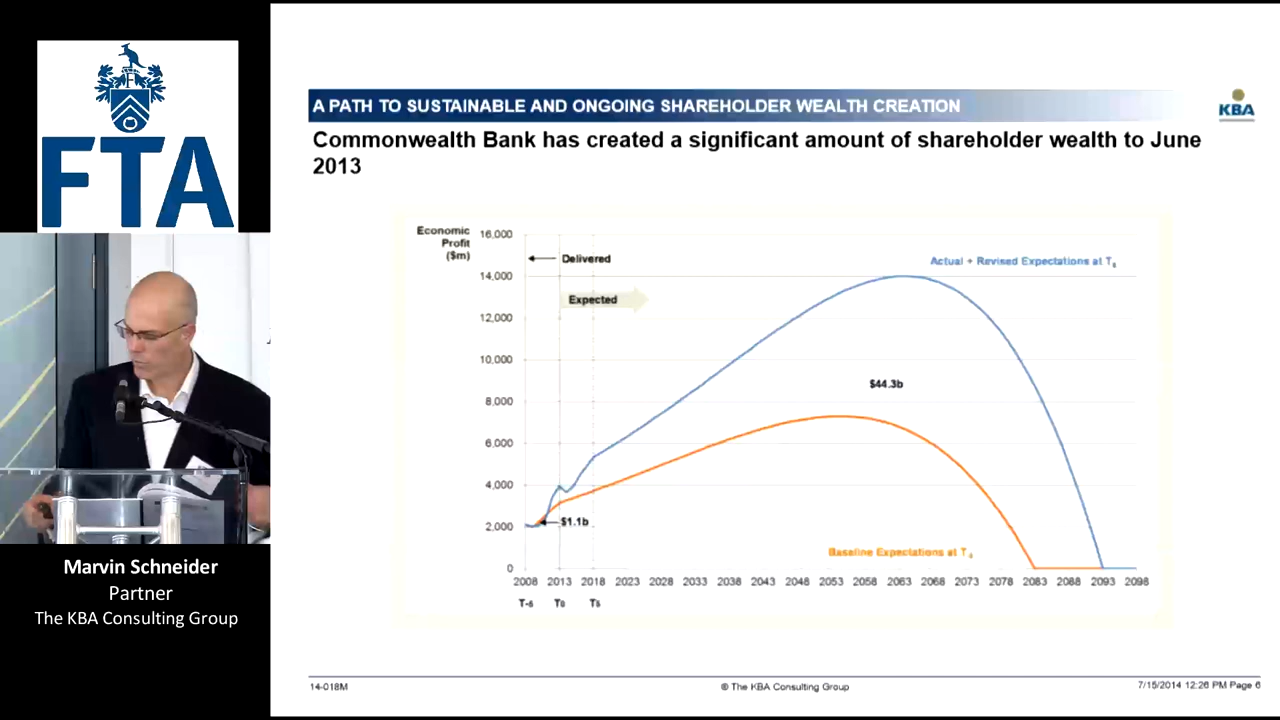 FTA
Marvin Schneider
Partner
The KBA Consulting Group
A PATH TO SUSTAINABLE AND ONGOING SHAREHOLDER WEALTH CREATION
KBA
Commonwealth Bank has created a significant amount of shareholder wealth to June
2013
Economic
Profit
($m)
16,000
14,000
12,000
10,000
8,000
6,000
4,000
2,000
0
Delivered
Expected
Actual + Revised Expectations at T
$44.3b
$1.1b
Baseline Expectations at T
2008 2013 2018 2023 2028 2033 2038 2043 2048 2053 2058 2063 2068 2073 2078 2083 2088 2093 2098
T-5 T0 T5
14-018M
© The KBA Consulting Group
7/15/2014 12:26 PM Page 6